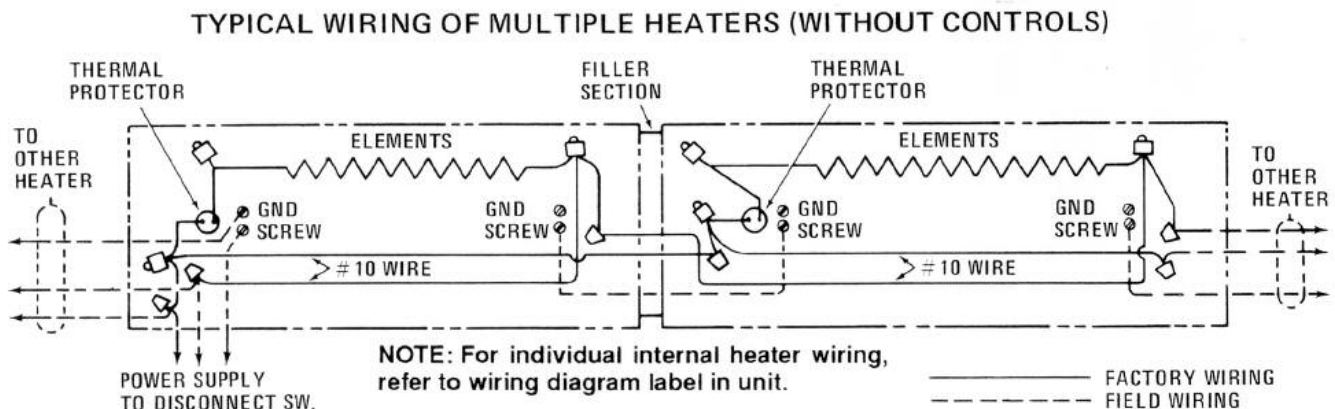 TYPICAL WIRING OF MULTIPLE HEATERS (WITHOUT CONTROLS)
THERMAL
PROTECTOR
FILLER
SECTION
THERMAL
PROTECTOR
TO
OTHER
HEATER
ELEMENTS
ELEMENTS
TO
OTHER
HEATER
GND
SCREW
GND
SCREW
GND
SCREW
GND
SCREW
#10 WIRE
#10 WIRE
POWER SUPPLY
TO DISCONNECT SW.
NOTE: For individual internal heater wiring,
refer to wiring diagram label in unit.
FACTORY WIRING
FIELD WIRING